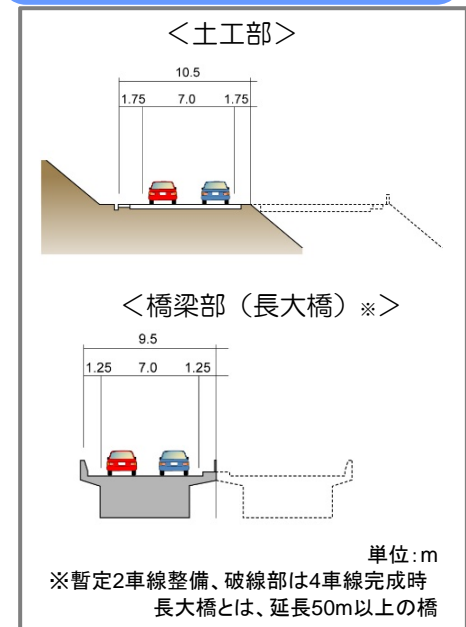 <土工部>
10.5
1.75 7.0 1.75
<橋梁部（長大橋）※>
9.5
1.25 7.0 1.25
単位:m
※暫定2車線整備、破線部は4車線完成時
長大橋とは、延長50m以上の橋